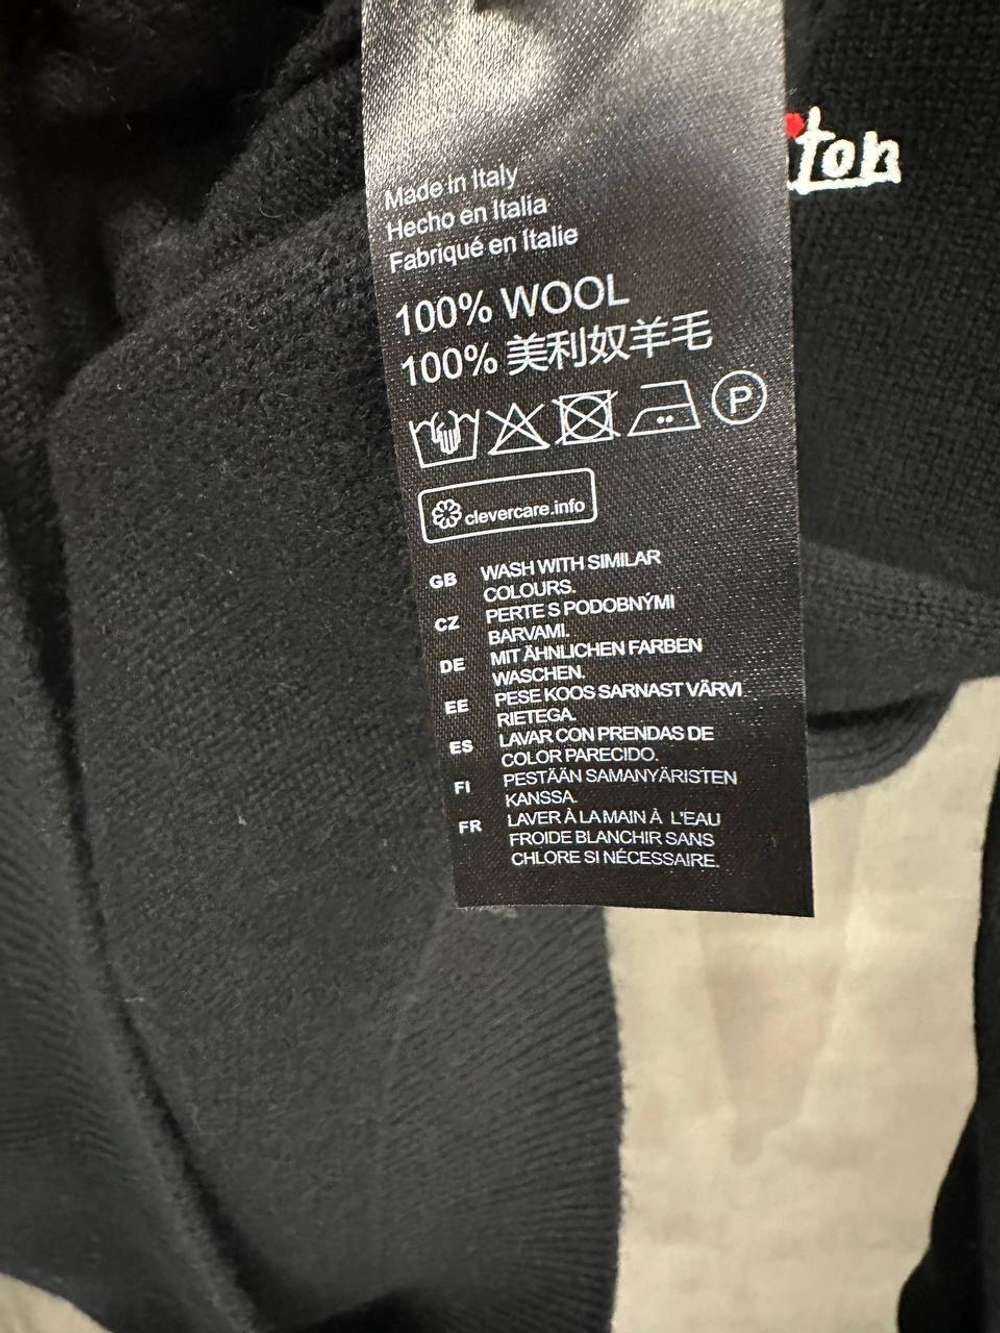 Made in Italy
Hecho en Italia
Fabriqué en Italie
ton
100% WOOL
100% 美利奴羊毛
P
clevercare.info
GB WASH WITH SIMILAR
COLOURS.
CZ PERTE S PODOBNÝMI
BARVAMI.
DE MIT ÄHNLICHEN FARBEN
WASCHEN.
EE PESE KOOS SARNAST VÄRVI
RIETEGA.
ES LAVAR CON PRENDAS DE
COLOR PARECIDO.
FI PESTÄÄN SAMANYÄRISTEN
KANSSA.
FR LAVER À LA MAIN À L'EAU
FROIDE BLANCHIR SANS
CHLORE SI NÉCESSAIRE.